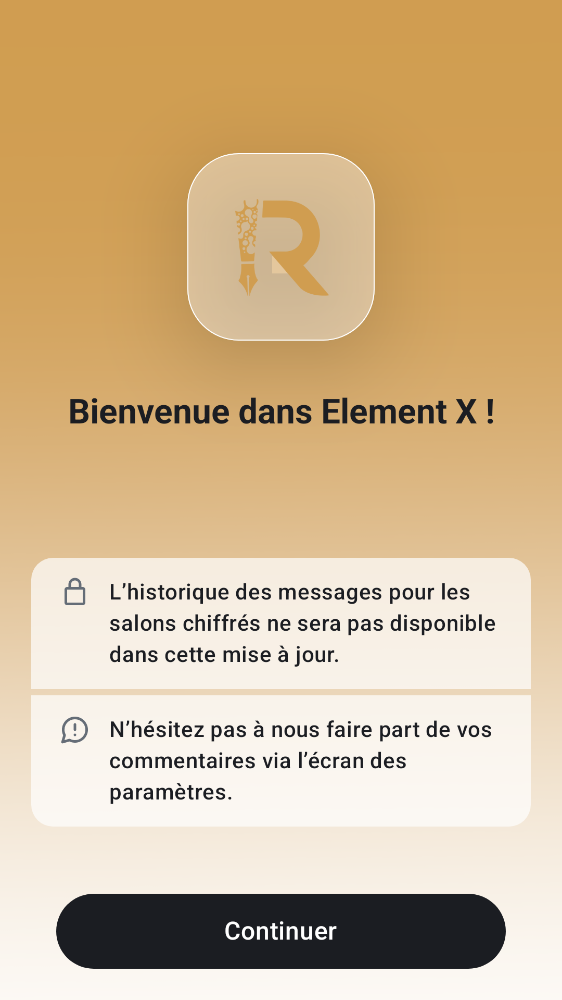 Bienvenue dans Element X !
L’historique des messages pour les
salons chiffrés ne sera pas disponible
dans cette mise à jour.
N’hésitez pas à nous faire part de vos
commentaires via l’écran des
paramètres.
Continuer